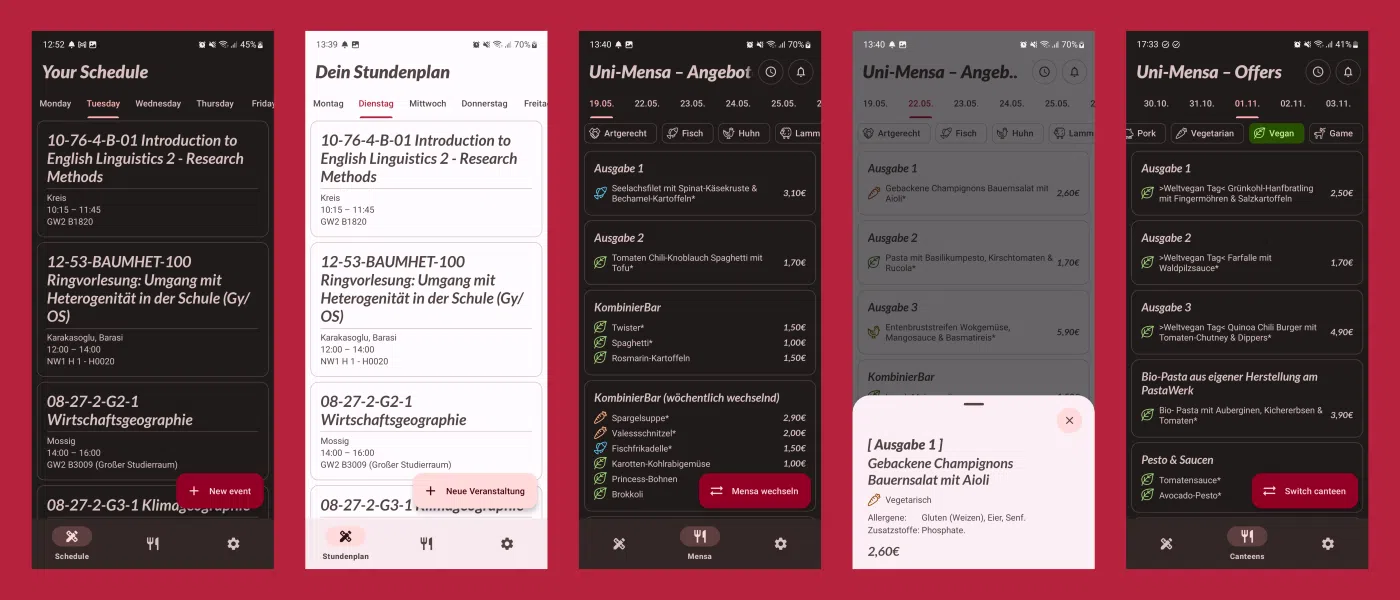 12:52
45%
Your Schedule
Monday Tuesday Wednesday Thursday Friday
10-76-4-B-01 Introduction to
English Linguistics 2 - Research
Methods
Kreis
10:15 – 11:45
GW2 B1820
12-53-BAUMHET-100
Ringvorlesung: Umgang mit
Heterogenität in der Schule (Gy/
OS)
Karakasoglu, Barasi
12:00 – 14:00
NW1 H 1 - H0020
08-27-2-G2-1
Wirtschaftsgeographie
Mossig
14:00 – 16:00
GW2 B3009 (Großer Studierraum)
08-27-2-G3-1 Klimageographie
+ New event
Schedule
13:39
70%
Dein Stundenplan
Montag Dienstag Mittwoch Donnerstag Freita
10-76-4-B-01 Introduction to
English Linguistics 2 - Research
Methods
Kreis
10:15 – 11:45
GW2 B1820
12-53-BAUMHET-100
Ringvorlesung: Umgang mit
Heterogenität in der Schule (Gy/
OS)
Karakasoglu, Barasi
12:00 – 14:00
NW1 H 1 - H0020
08-27-2-G2-1
Wirtschaftsgeographie
Mossig
14:00 – 16:00
GW2 B3009 (Großer Studierraum)
08-27-2-G3-1 Klimageographie
+ Neue Veranstaltung
Stundenplan
13:40
70%
Uni-Mensa – Angebot
19.05. 22.05. 23.05. 24.05. 25.05. 2
Artgerecht Fisch Huhn Lamm
Ausgabe 1
Seelachsfilet mit Spinat-Käsekruste &
Bechamel-Kartoffeln* 3,10€
Ausgabe 2
Tomaten Chili-Knoblauch Spaghetti mit
Tofu* 1,70€
KombinierBar
Twister* 1,50€
Spaghetti* 1,00€
Rosmarin-Kartoffeln 1,50€
KombinierBar (wöchentlich wechselnd)
Spargelsuppe* 2,90€
Valessschnitzel* 2,00€
Fischfrikadelle* 1,50€
Karotten-Kohlrabigemüse 1,00€
Princess-Bohnen
Brokkoli
Mensa wechseln
Mensa
13:40
70%
Uni-Mensa – Angeb..
19.05. 22.05. 23.05 24.05. 25.05. 2
Artgerecht Fisch Huhn Lamm
Ausgabe 1
Gebackene Champignons Bauernsalat mit
Aioli* 2,60€
Ausgabe 2
Pasta mit Basilikumpesto, Kirschtomaten &
Rucola* 1,70€
Ausgabe 3
Entenbruststreifen Wokgemüse,
Mangosauce & Basmatireis* 5,90€
KombinierBar
[ Ausgabe 1 ]
Gebackene Champignons
Bauernsalat mit Aioli
Vegetarisch
Allergene: Gluten (Weizen), Eier, Senf.
Zusatzstoffe: Phosphate.
2,60€
17:33
41%
Uni-Mensa – Offers
30.10. 31.10. 01.11. 02.11. 03.11.
Pork Vegetarian Vegan Game
Ausgabe 1
>Weltvegan Tag< Grünkohl-Hanfbratling
mit Fingermöhren & Salzkartoffeln 2,50€
Ausgabe 2
>Weltvegan Tag< Farfalle mit
Waldpilzsauce* 1,70€
Ausgabe 3
>Weltvegan Tag< Quinoa Chili Burger mit
Tomaten-Chutney & Dippers* 4,90€
Bio-Pasta aus eigener Herstellung am
PastaWerk
Bio- Pasta mit Auberginen, Kichererbsen &
Tomaten* 3,90€
Pesto & Saucen
Tomatensauce*
Avocado-Pesto*
Switch canteen
Canteens